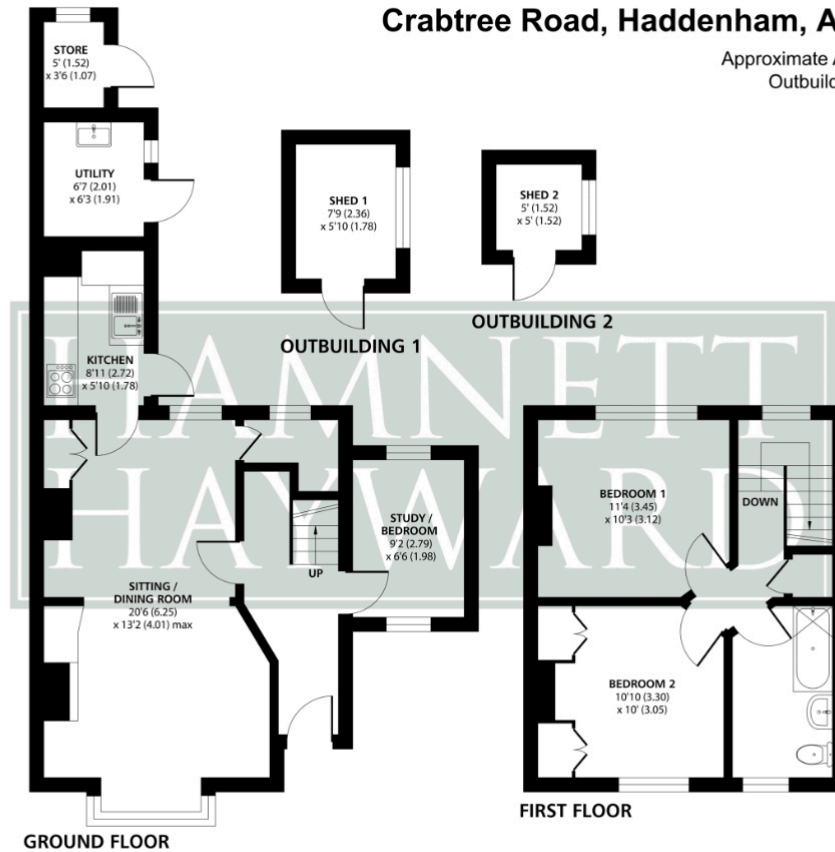 Crabtree Road, Haddenham, A
Approximate A
Outbuild
STORE
5' (1.52)
x 3'6 (1.07)
UTILITY
6'7 (2.01)
x 6'3 (1.91)
SHED 1
7'9 (2.36)
x 5'10 (1.78)
SHED 2
5' (1.52)
x 5' (1.52)
OUTBUILDING 1
OUTBUILDING 2
KITCHEN
8'11 (2.72)
x 5'10 (1.78)
HAMNETT
HAYWARD
STUDY /
BEDROOM
9'2 (2.79)
x 6'6 (1.98)
UP
SITTING /
DINING ROOM
20'6 (6.25)
x 13'2 (4.01) max
BEDROOM 1
11'4 (3.45)
x 10'3 (3.12)
DOWN
BEDROOM 2
10'10 (3.30)
x 10' (3.05)
GROUND FLOOR
FIRST FLOOR